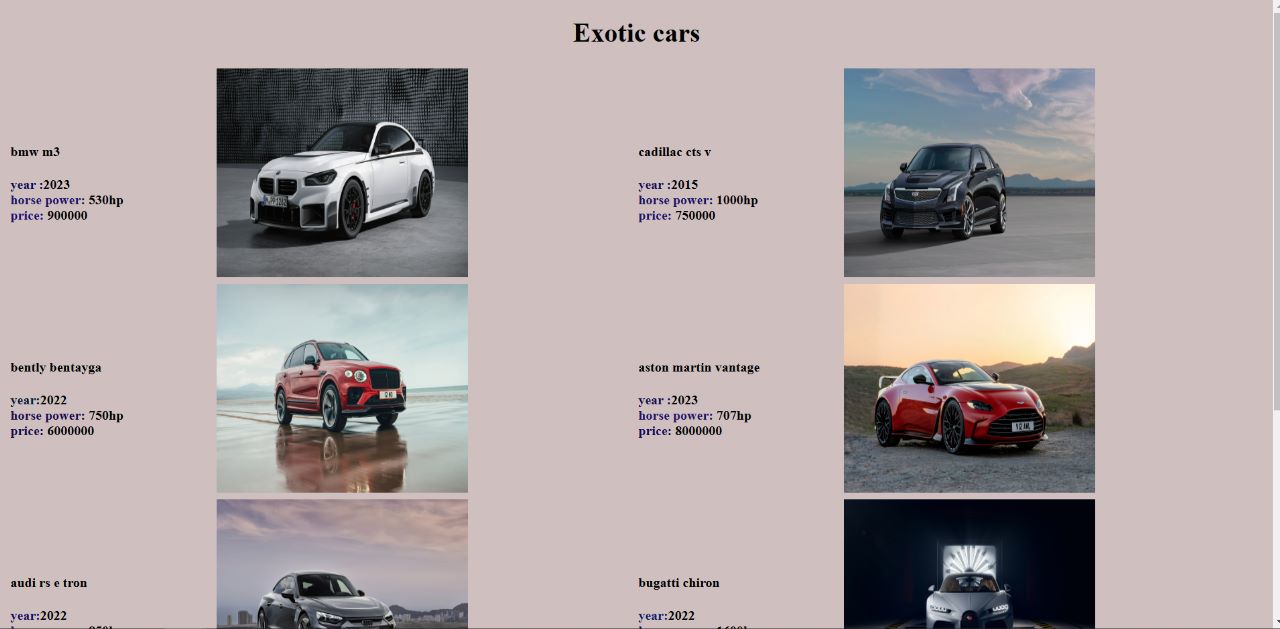 Exotic cars
bmw m3
year :2023
horse power: 530hp
price: 900000
cadillac cts v
year :2015
horse power: 1000hp
price: 750000
bently bentayga
year:2022
horse power: 750hp
price: 6000000
aston martin vantage
year :2023
horse power: 707hp
price: 8000000
audi rs e tron
year:2022
bugatti chiron
year:2022